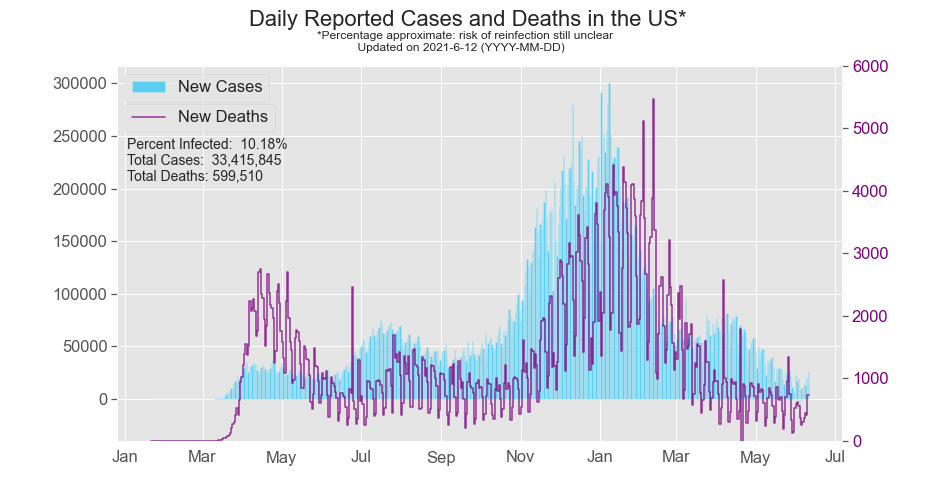 Daily Reported Cases and Deaths in the US*
*Percentage approximate: risk of reinfection still unclear
Updated on 2021-6-12 (YYYY-MM-DD)
New Cases
New Deaths
Percent Infected: 10.18%
Total Cases: 33,415,845
Total Deaths: 599,510
300000
250000
200000
150000
100000
50000
0
6000
5000
4000
3000
2000
1000
0
Jan Mar May Jul Sep Nov Jan Mar May Jul